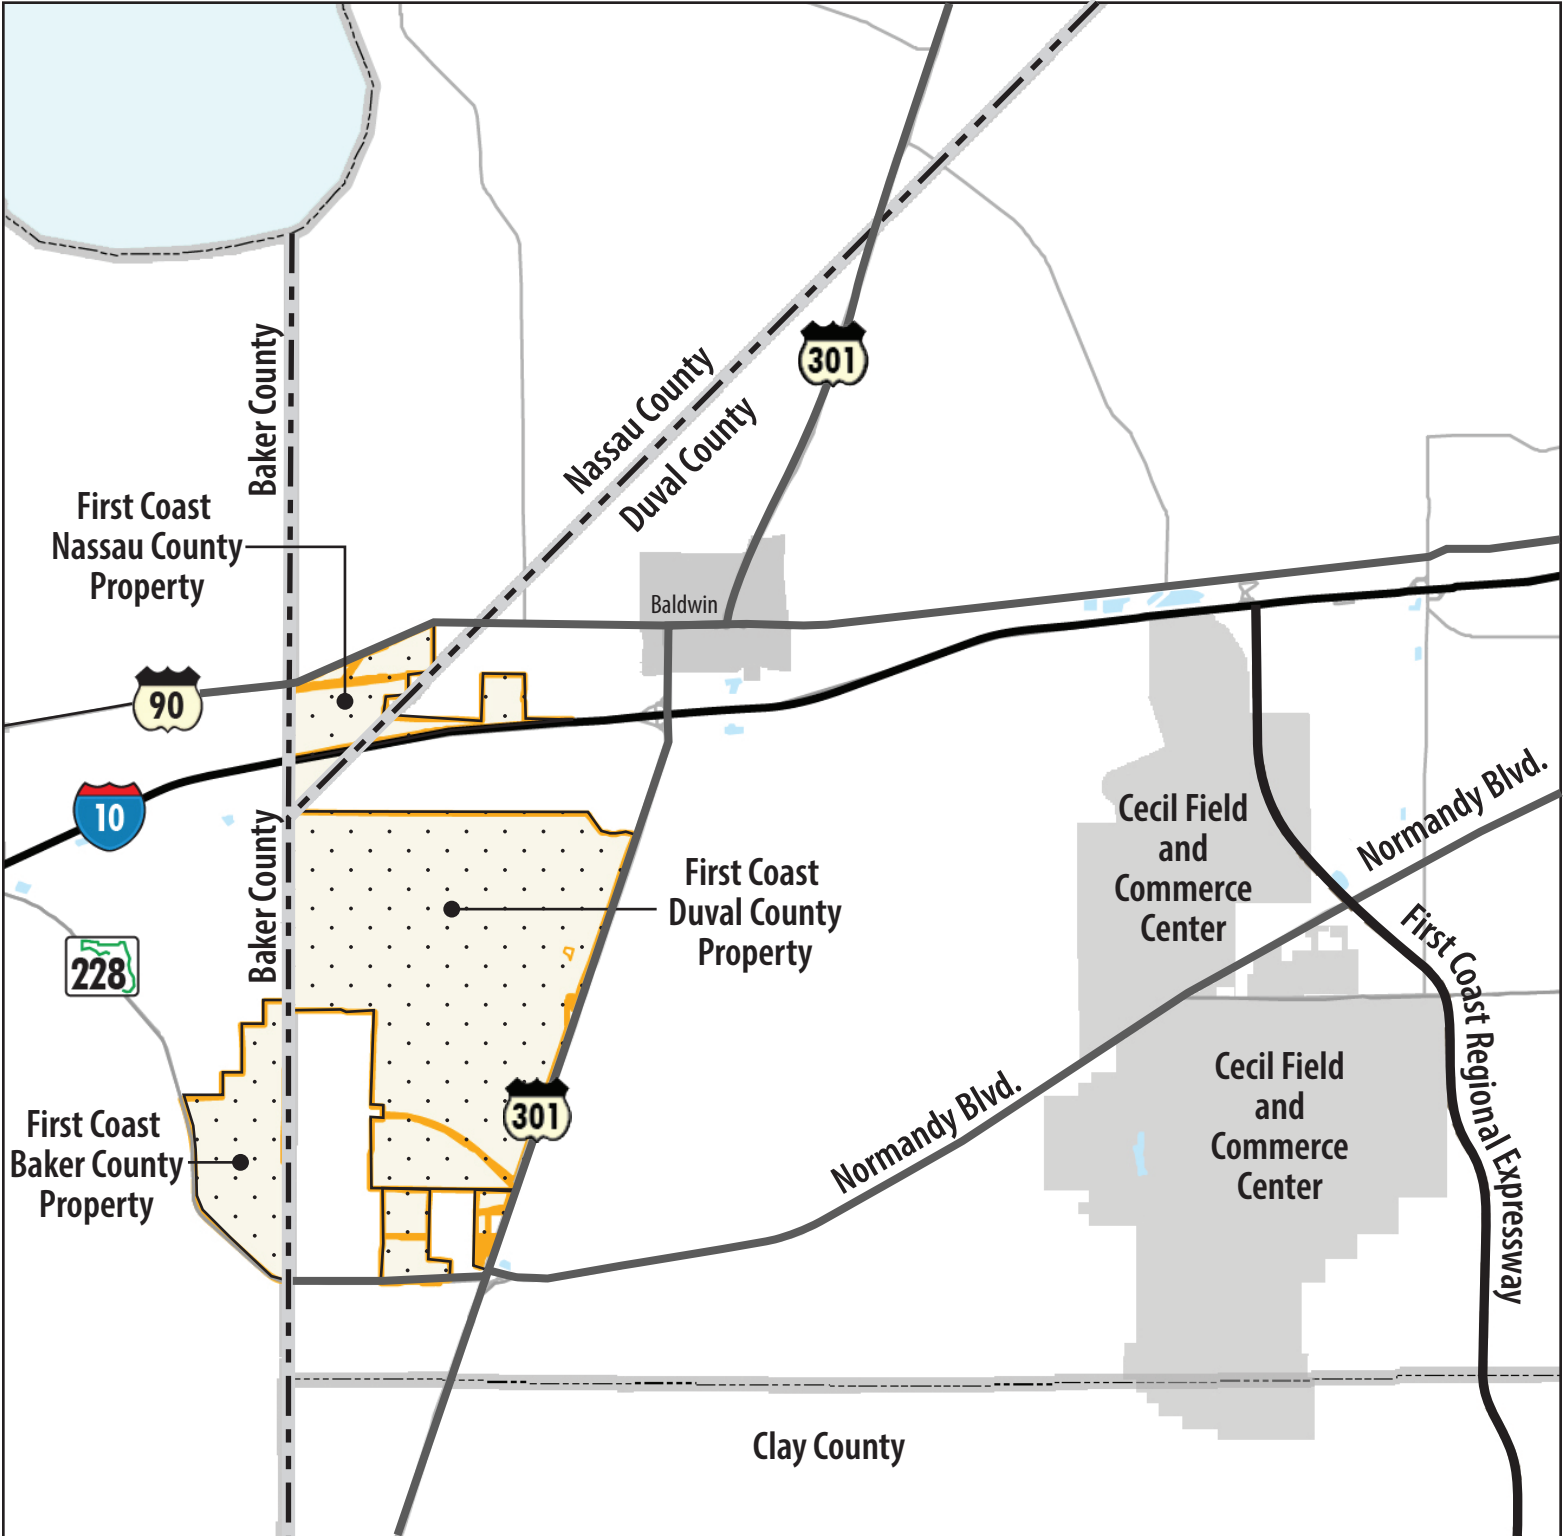 301
Baker County
Nassau County
Duval County
First Coast
Nassau County
Property
Baldwin
90
10
Cecil Field
and
Commerce
Center
Normandy Blvd.
Baker County
First Coast
Duval County
Property
228
First Coast Regional Expressway
301
Normandy Blvd.
Cecil Field
and
Commerce
Center
First Coast
Baker County
Property
Clay County